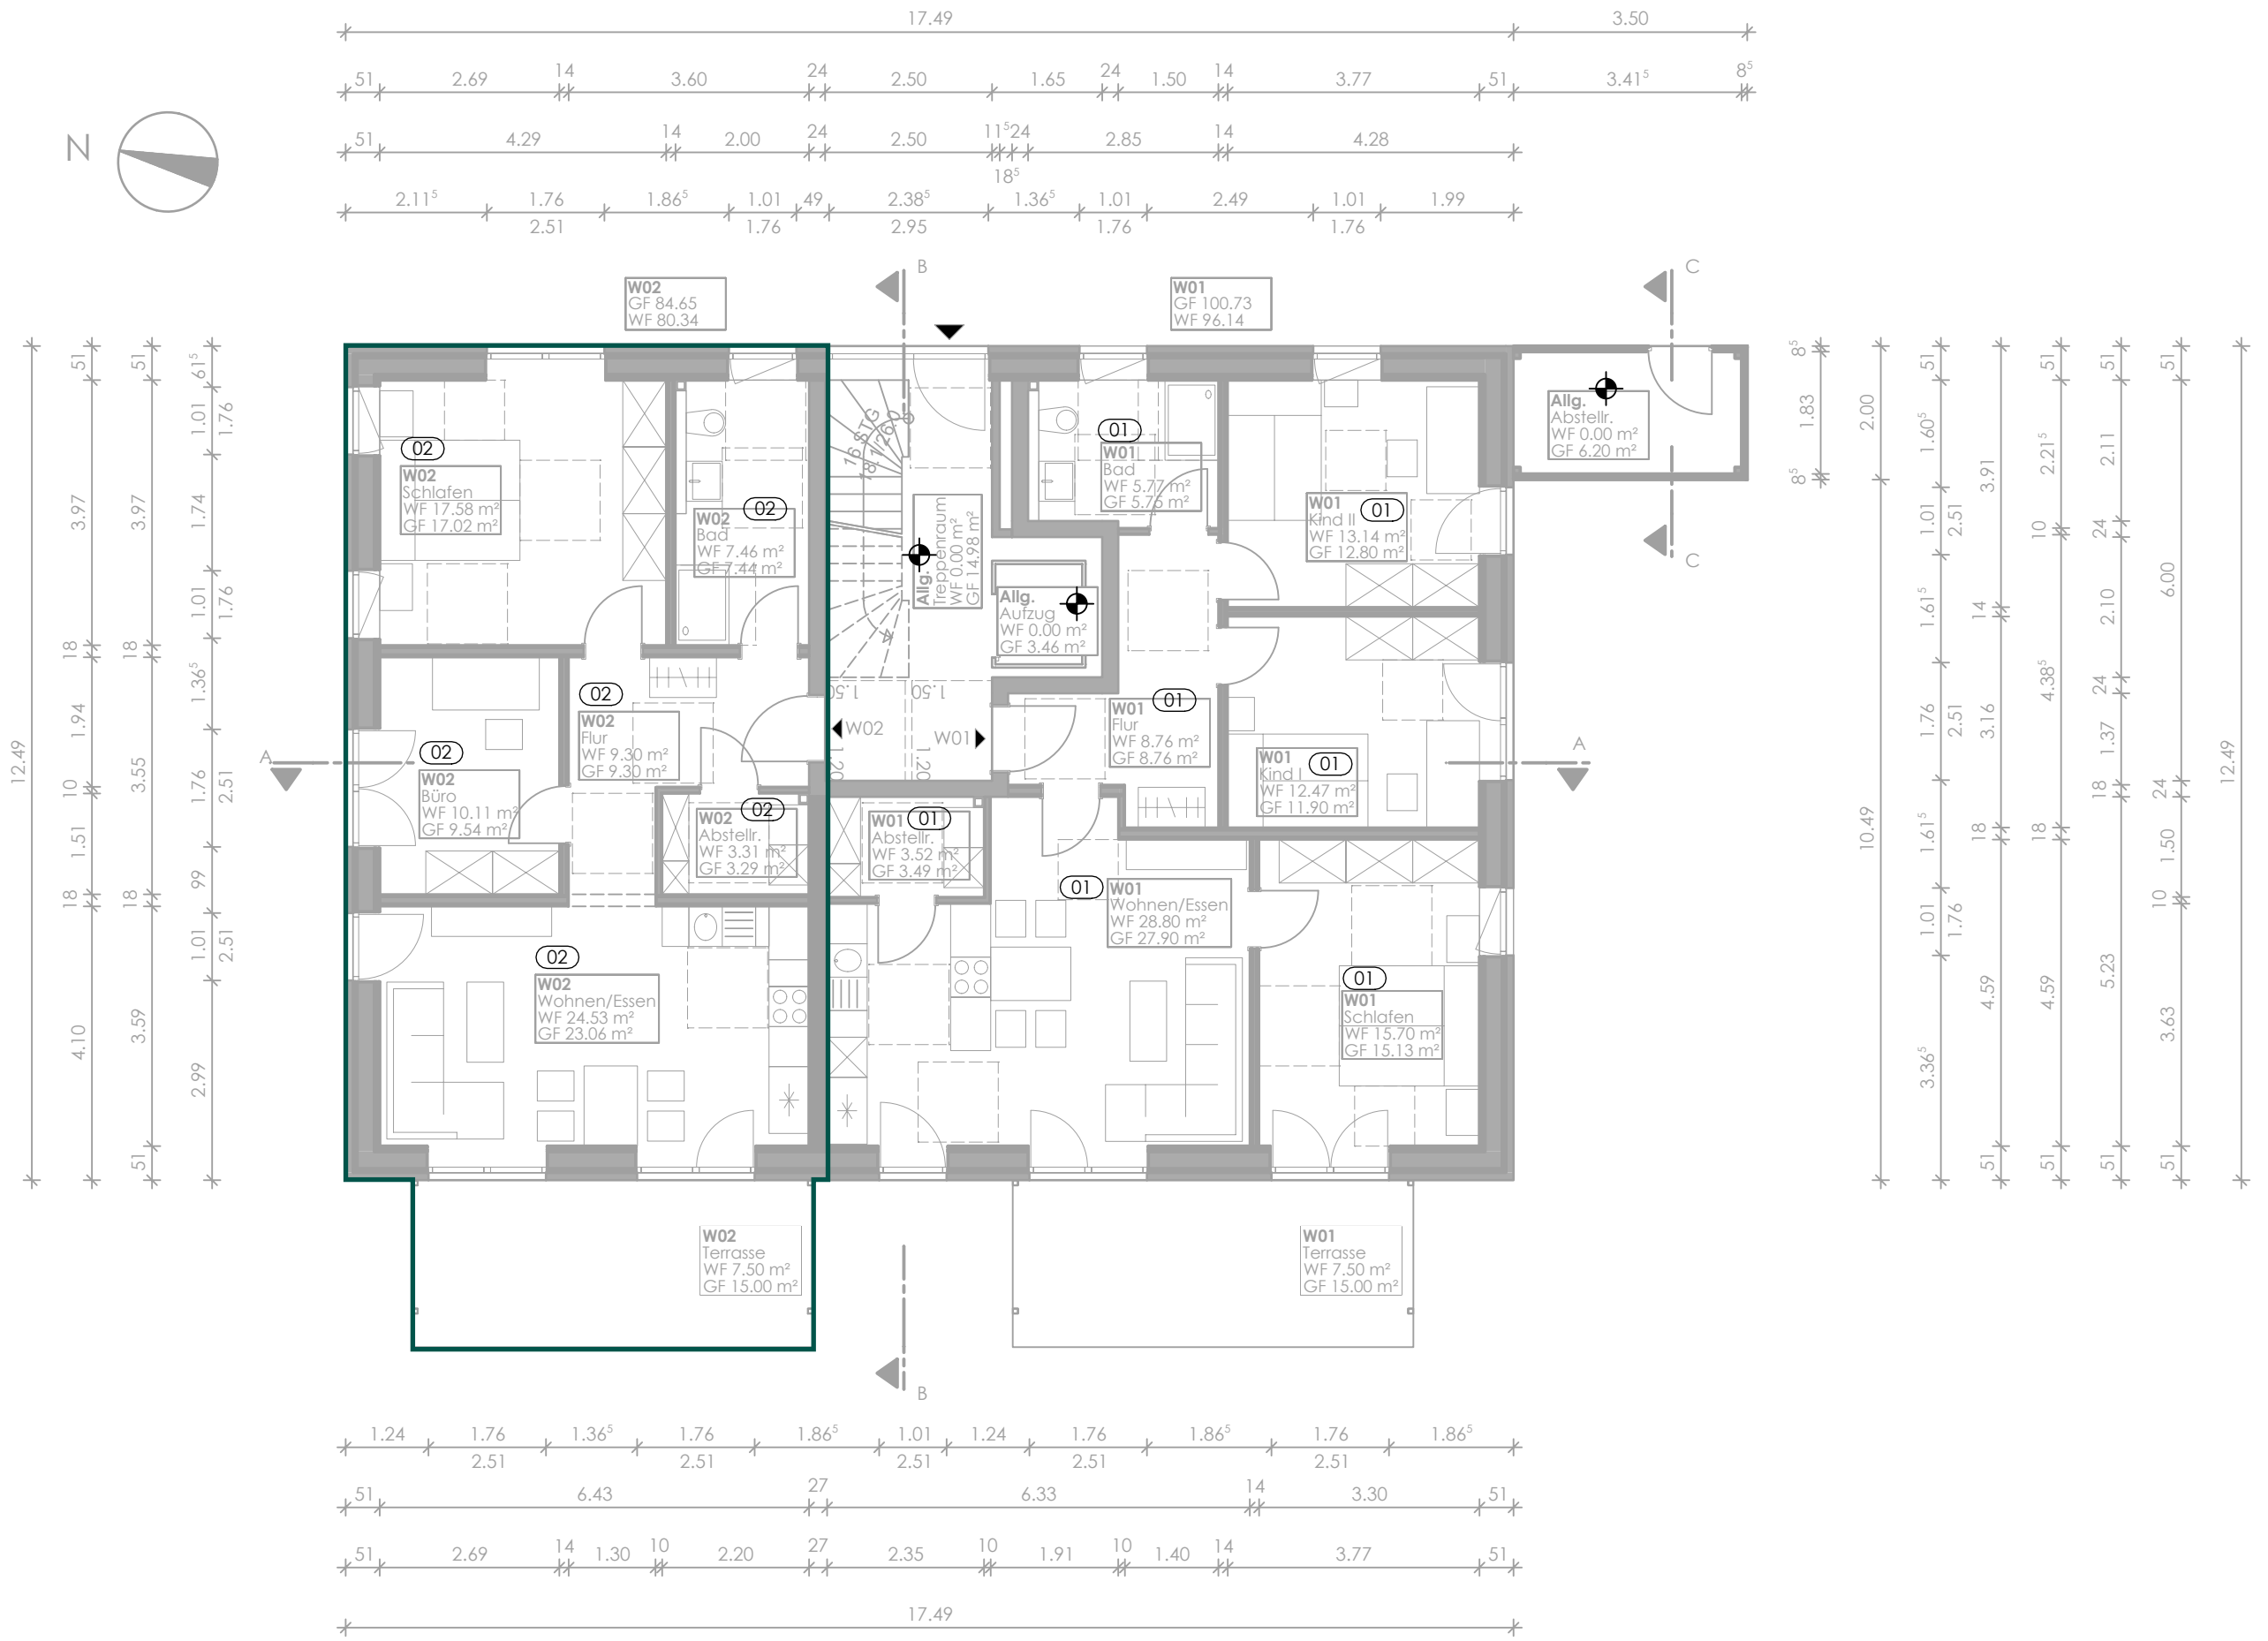 17.49 3.50
51 2.69 14 3.60 24 2.50 1.65 24 1.50 14 3.77 51 3.41⁵ 8⁵
51 4.29 14 2.00 24 2.50 11⁵ 24 2.85 14 4.28
18⁵
2.11⁵ 1.76 1.86⁵ 1.01 49 2.38⁵ 1.36⁵ 1.01 2.49 1.01 1.99
2.51 1.76 2.95 1.76 1.76
N
B
C
W02
GF 84.65
WF 80.34
W01
GF 100.73
WF 96.14
12.49
51 3.97 18 1.94 10 1.51 18 4.10
51 3.97 18 3.55 18 3.59 51
61⁵ 1.01 1.74 1.01 1.36⁵ 1.76 99 1.01 2.99
1.76 1.76 2.51 2.51
02
W02
Schlafen
WF 17.58 m²
GF 17.02 m²
02
W02
Bad
WF 7.46 m²
GF 7.44 m²
16 STG
18.1/26.0
Allg.
Treppenraum
WF 0.00 m²
GF 14.98 m²
01
W01
Bad
WF 5.77 m²
GF 5.76 m²
W01
Kind II
WF 13.14 m²
GF 12.80 m²
01
Allg.
Abstellr.
WF 0.00 m²
GF 6.20 m²
C
Allg.
Aufzug
WF 0.00 m²
GF 3.46 m²
02
W02
Flur
WF 9.30 m²
GF 9.30 m²
1.50 1.50
W02
W01
1.20 1.20
01
W01
Flur
WF 8.76 m²
GF 8.76 m²
A
A
02
W02
Büro
WF 10.11 m²
GF 9.54 m²
02
W02
Abstellr.
WF 3.31 m²
GF 3.29 m²
01
W01
Abstellr.
WF 3.52 m²
GF 3.49 m²
01
W01
Kind I
WF 12.47 m²
GF 11.90 m²
01
W01
Wohnen/Essen
WF 28.80 m²
GF 27.90 m²
02
W02
Wohnen/Essen
WF 24.53 m²
GF 23.06 m²
01
W01
Schlafen
WF 15.70 m²
GF 15.13 m²
W02
Terrasse
WF 7.50 m²
GF 15.00 m²
W01
Terrasse
WF 7.50 m²
GF 15.00 m²
B
8⁵ 1.83 8⁵
2.00 10.49
1.60⁵ 1.01 1.61⁵ 1.76 1.61⁵ 1.01 3.36⁵
2.51 2.51 1.76
51 3.91 14 3.16 18 4.59 51
51 2.21⁵ 10 4.38⁵ 18 4.59 51
51 2.11 24 2.10 24 1.37 18 5.23 51
51 6.00 24 1.50 10 3.63 51
12.49
1.24 1.76 1.36⁵ 1.76 1.86⁵ 1.01 1.24 1.76 1.86⁵ 1.76 1.86⁵
2.51 2.51 2.51 2.51 2.51
51 6.43 27 6.33 14 3.30 51
51 2.69 14 1.30 10 2.20 27 2.35 10 1.91 10 1.40 14 3.77 51
17.49